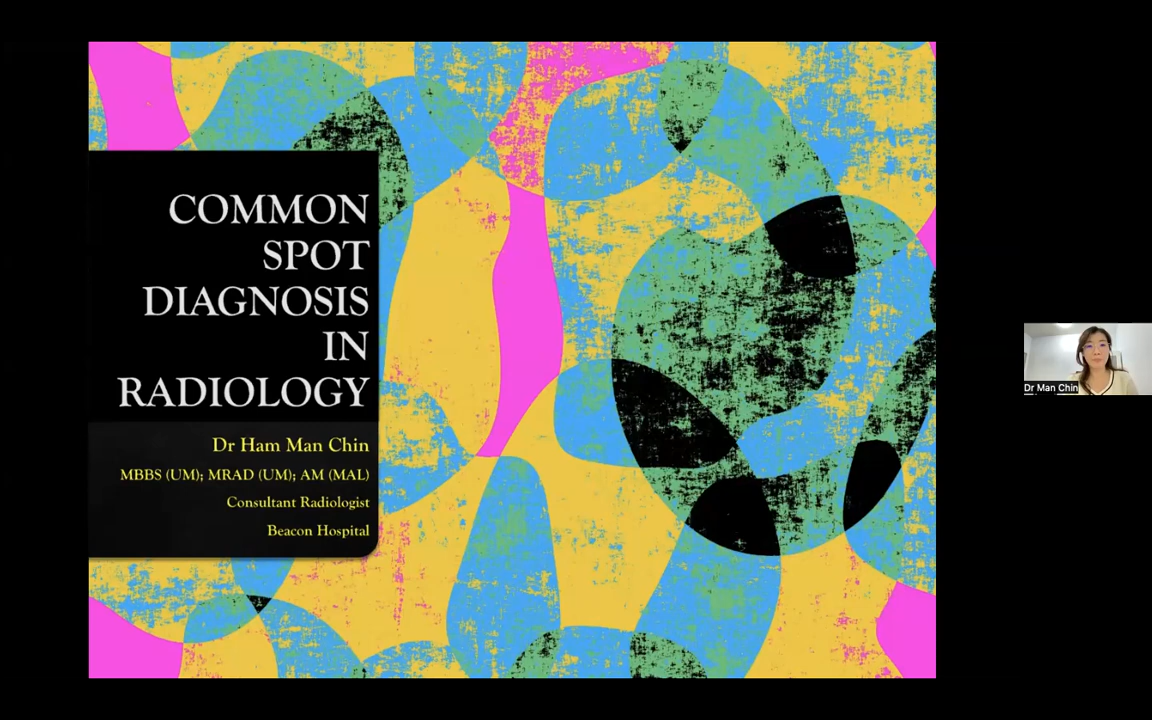 COMMON
SPOT
DIAGNOSIS
IN
RADIOLOGY
Dr Ham Man Chin
MBBS (UM); MRAD (UM); AM (MAL)
Consultant Radiologist
Beacon Hospital
Dr Man Chin